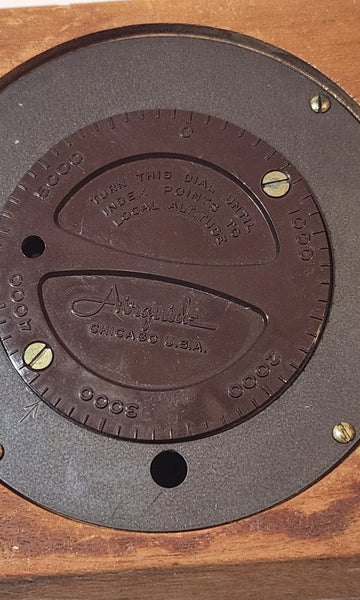 0
5000
1000
TURN THIS DIAL UNTIL
INDEX POINTS TO
LOCAL ALTITUDE
4000
Airguide
CHICAGO U.S.A.
2000
3000